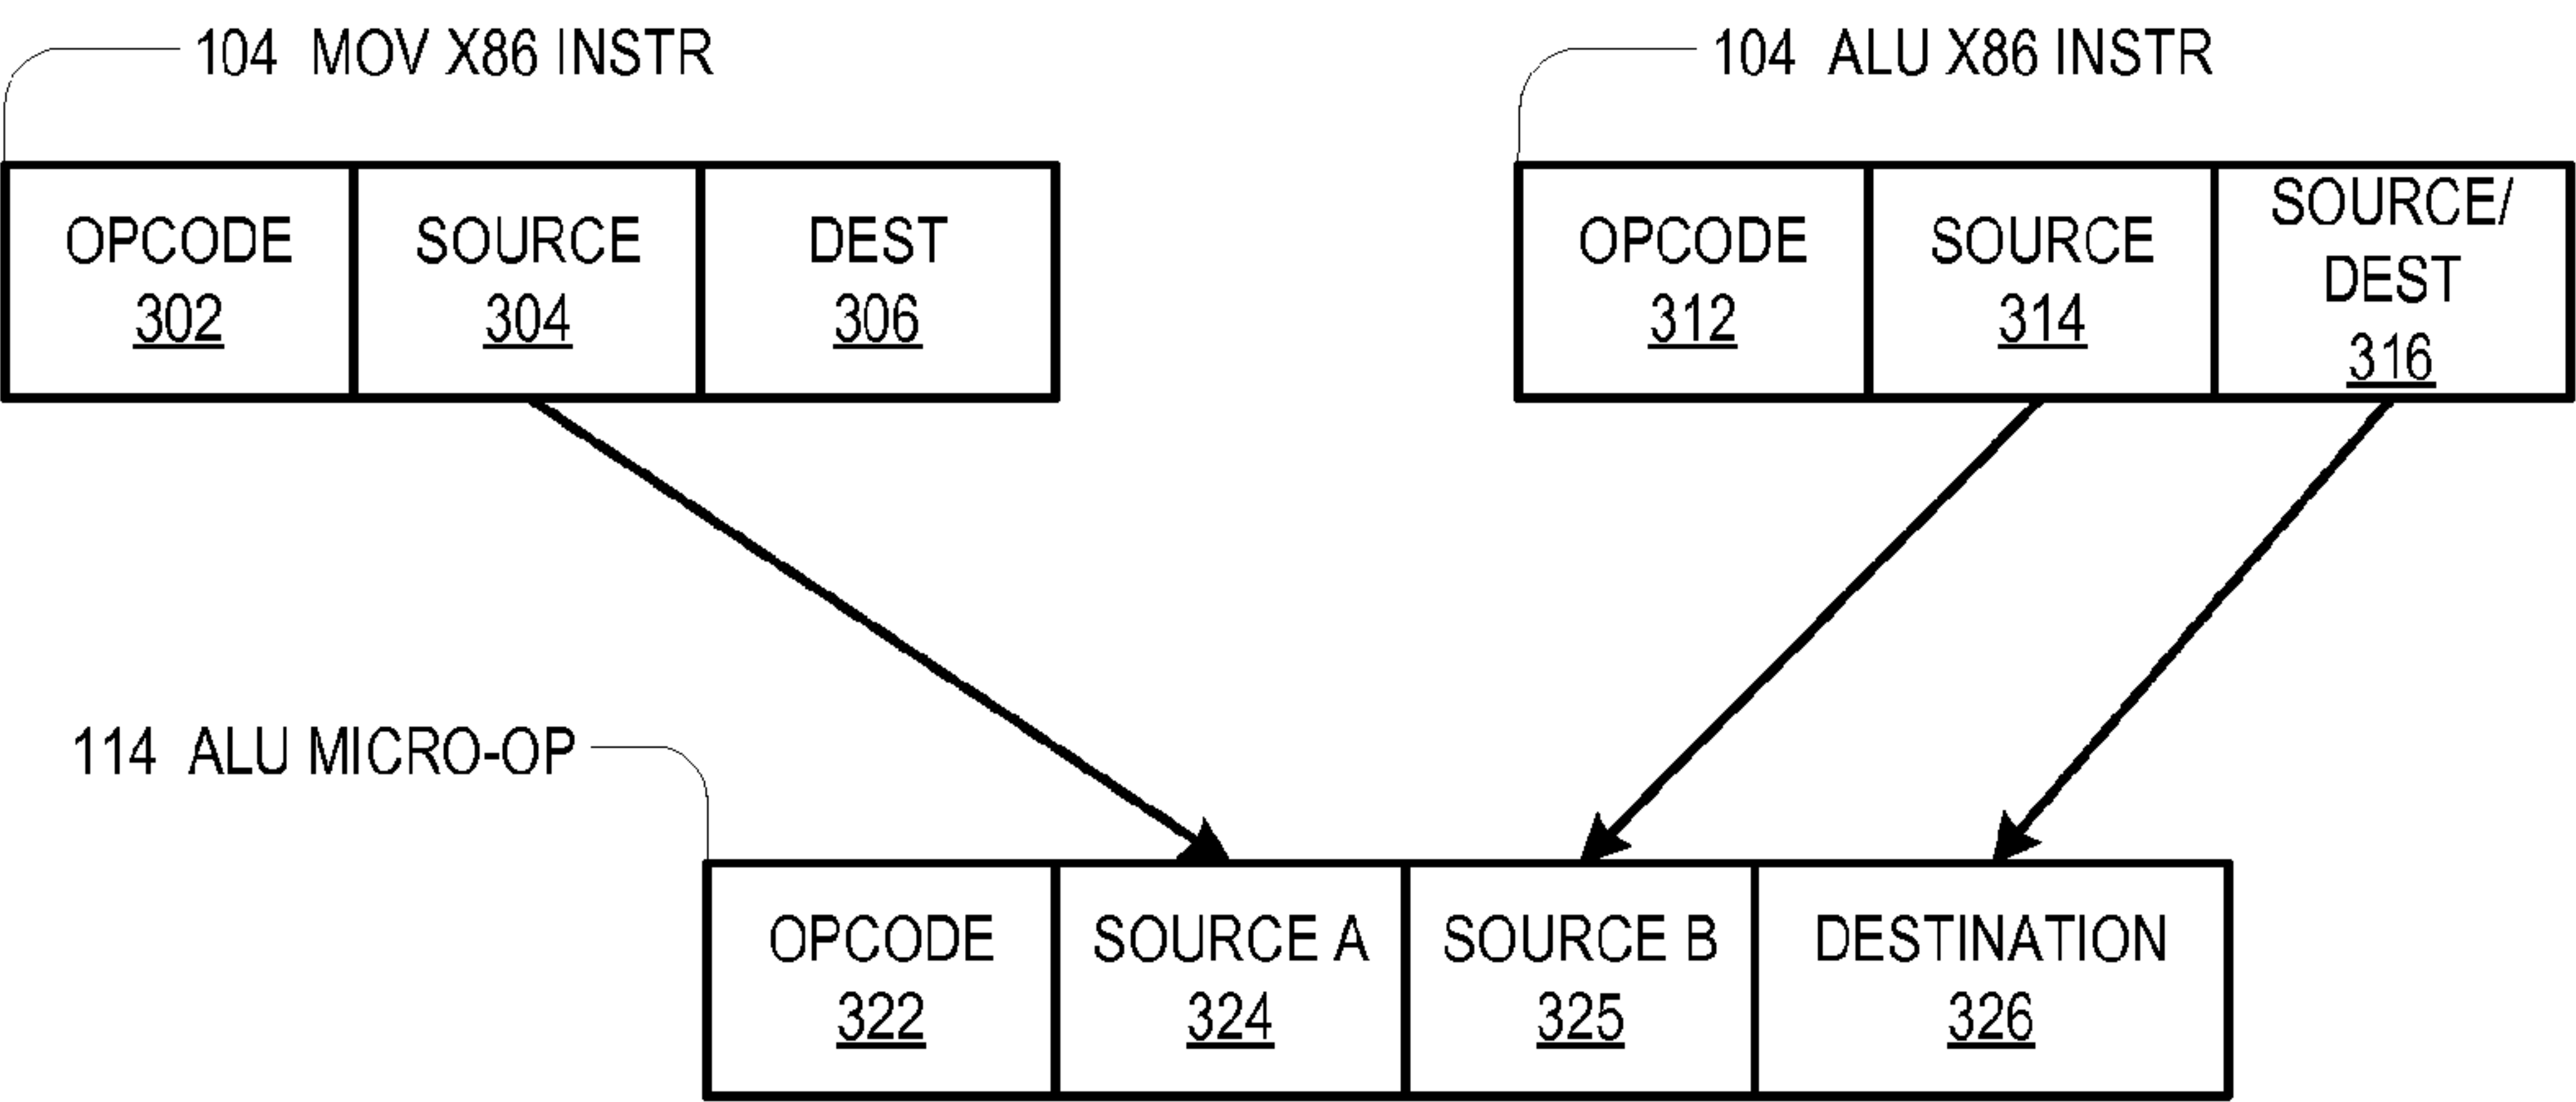 104 MOV X86 INSTR
104 ALU X86 INSTR
OPCODE
302
SOURCE
304
DEST
306
OPCODE
312
SOURCE
314
SOURCE/
DEST
316
114 ALU MICRO-OP
OPCODE
322
SOURCE A
324
SOURCE B
325
DESTINATION
326